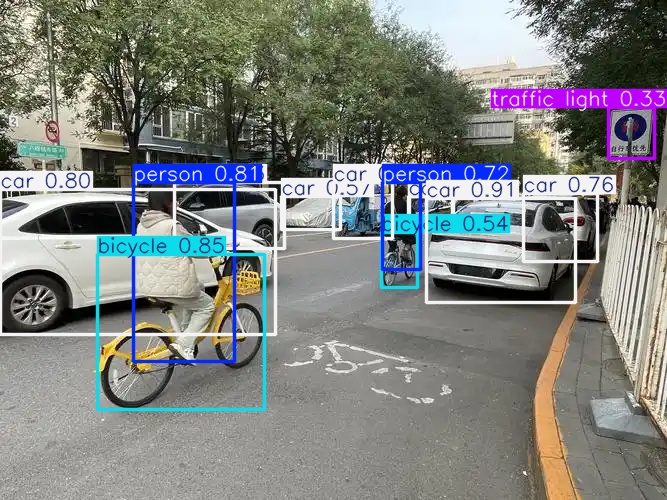 traffic light 0.33
自行车优先
person 0.81
person 0.72
car 0.80
car 0.57
car
car 0.91
car 0.76
bicycle 0.54
bicycle 0.85